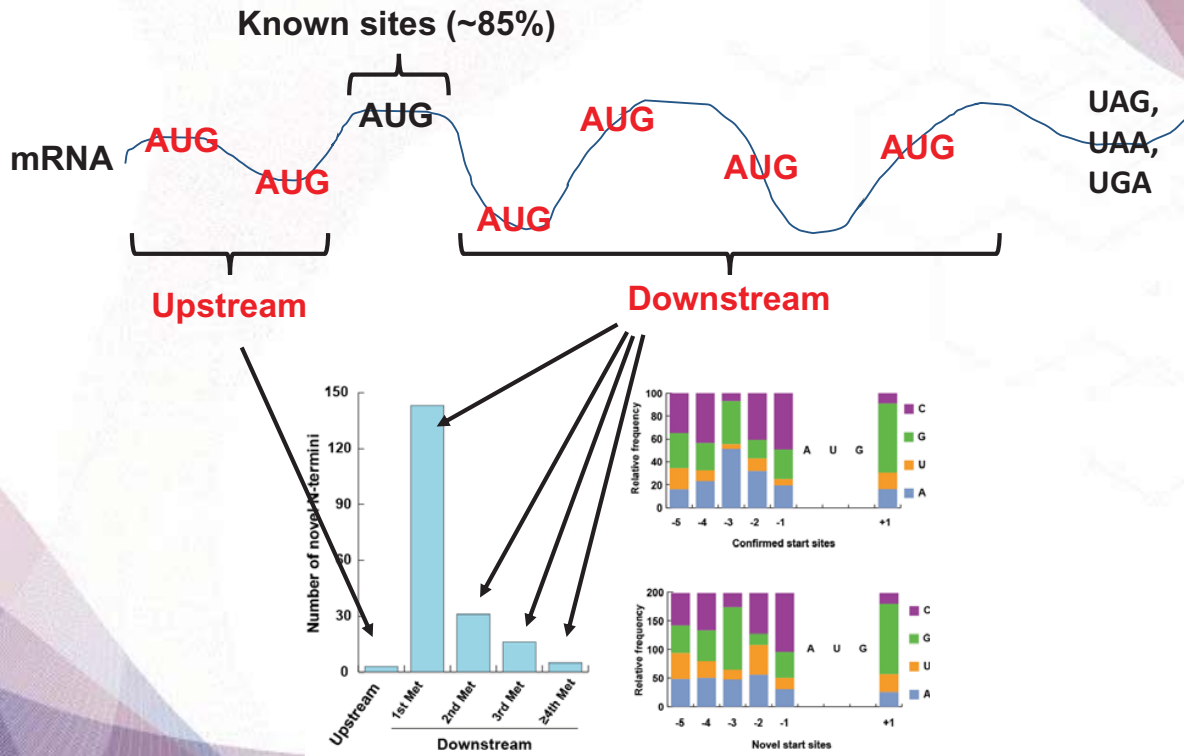 Known sites (~85%)
AUG
AUG
AUG
AUG
AUG
AUG
AUG
mRNA
UAG,
UAA,
UGA
Upstream
Downstream
Number of novel N-termini
150
120
90
60
30
0
Upstream
1st Met
2nd Met
3rd Met
≥4th Met
Downstream
Relative frequency
100
80
60
40
20
0
A U G
C
G
U
A
-5 -4 -3 -2 -1 +1
Confirmed start sites
Relative frequency
200
150
100
50
0
A U G
C
G
U
A
-5 -4 -3 -2 -1 +1
Novel start sites